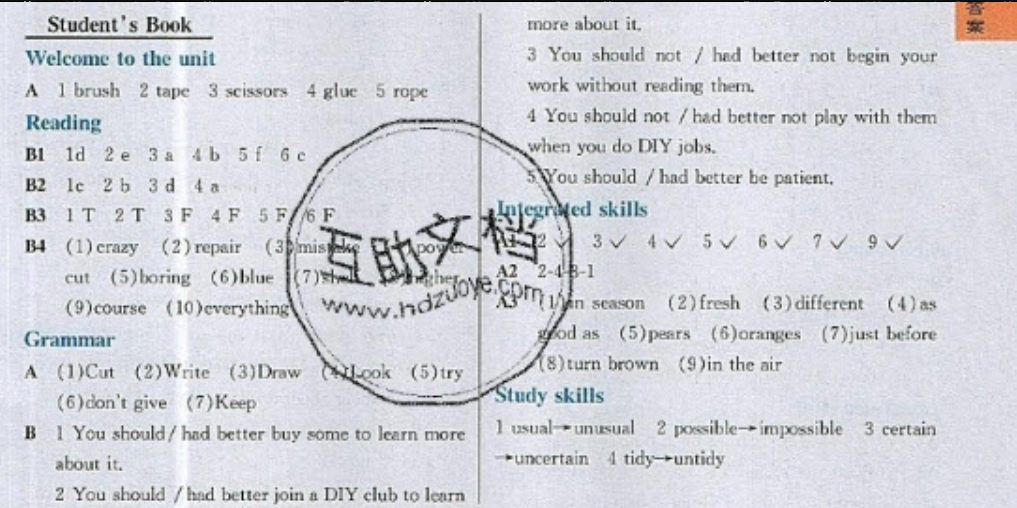 Student's Book
Welcome to the unit
A 1 brush 2 tape 3 scissors 4 glue 5 rope
Reading
B1 1d 2 e 3 a 4 b 5 f 6 c
B2 1c 2 b 3 d 4 a
B3 1 T 2 T 3 F 4 F 5 F 6 F
B4 (1)crazy (2)repair (3)mistake power
cut (5)boring (6)blue (7)shelf higher
(9)course (10)everything
Grammar
A (1)Cut (2)Write (3)Draw (4)Look (5)try
(6)don't give (7)Keep
B 1 You should/ had better buy some to learn more
about it.
2 You should / had better join a DIY club to learn
more about it.
3 You should not / had better not begin your
work without reading them.
4 You should not / had better not play with them
when you do DIY jobs.
5 You should / had better be patient.
Integrated skills
A1 2 ✓ 3 ✓ 4 ✓ 5 ✓ 6 ✓ 7 ✓ 9 ✓
A2 2-4-3-1
A3 (1)in season (2)fresh (3)different (4)as
good as (5)pears (6)oranges (7)just before
(8)turn brown (9)in the air
Study skills
1 usual→unusual 2 possible→impossible 3 certain
→uncertain 4 tidy→untidy
答案
互助文档
www.hdzuoye.com